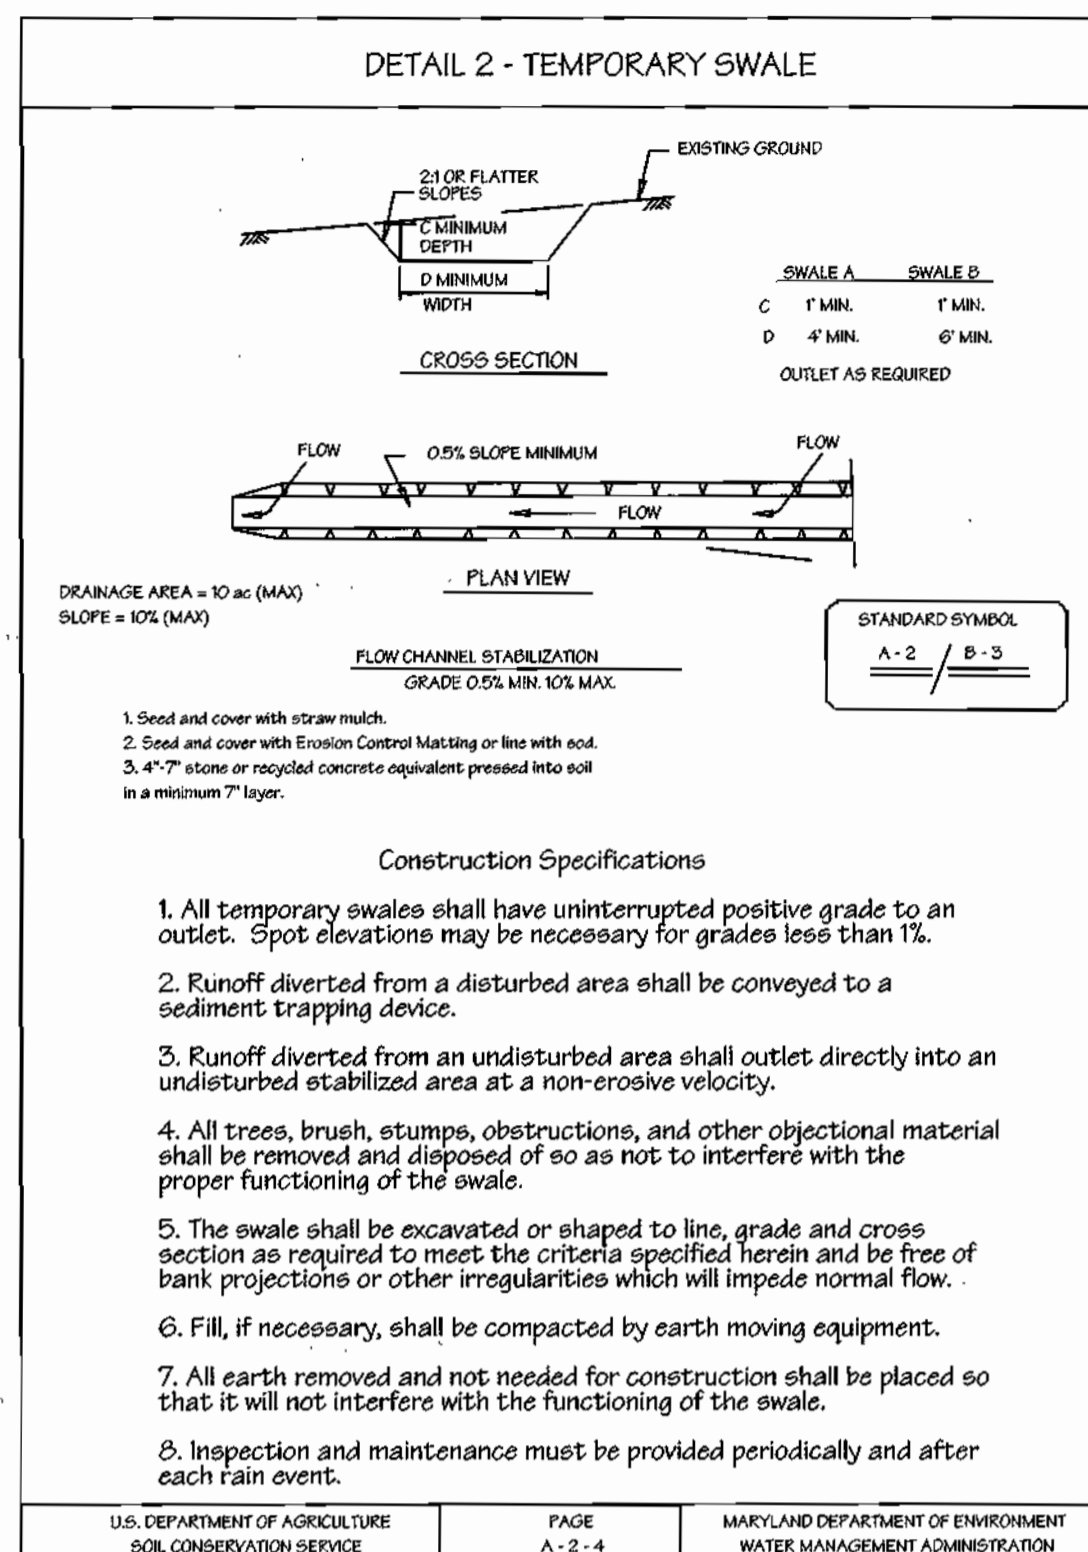 DETAIL 2 - TEMPORARY SWALE
EXISTING GROUND
2:1 OR FLATTER
SLOPES
C MINIMUM
DEPTH
D MINIMUM
WIDTH
CROSS SECTION
SWALE A SWALE B
C 1' MIN. 1' MIN.
D 4' MIN. 6' MIN.
OUTLET AS REQUIRED
FLOW
0.5% SLOPE MINIMUM
FLOW
FLOW
PLAN VIEW
DRAINAGE AREA = 10 ac (MAX)
SLOPE = 10% (MAX)
STANDARD SYMBOL
A - 2 / B - 3
FLOW CHANNEL STABILIZATION
GRADE 0.5% MIN. 10% MAX.
1. Seed and cover with straw mulch.
2. Seed and cover with Erosion Control Matting or line with sod.
3. 4"-7" stone or recycled concrete equivalent pressed into soil
in a minimum 7" layer.
Construction Specifications
1. All temporary swales shall have uninterrupted positive grade to an
outlet. Spot elevations may be necessary for grades less than 1%.
2. Runoff diverted from a disturbed area shall be conveyed to a
sediment trapping device.
3. Runoff diverted from an undisturbed area shall outlet directly into an
undisturbed stabilized area at a non-erosive velocity.
4. All trees, brush, stumps, obstructions, and other objectional material
shall be removed and disposed of so as not to interfere with the
proper functioning of the swale.
5. The swale shall be excavated or shaped to line, grade and cross
section as required to meet the criteria specified herein and be free of
bank projections or other irregularities which will impede normal flow.
6. Fill, if necessary, shall be compacted by earth moving equipment.
7. All earth removed and not needed for construction shall be placed so
that it will not interfere with the functioning of the swale.
8. Inspection and maintenance must be provided periodically and after
each rain event.
U.S. DEPARTMENT OF AGRICULTURE
SOIL CONSERVATION SERVICE
PAGE
A - 2 - 4
MARYLAND DEPARTMENT OF ENVIRONMENT
WATER MANAGEMENT ADMINISTRATION